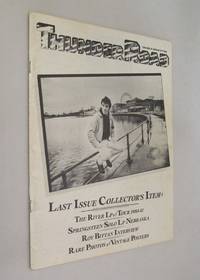 THUNDER ROAD
LAST ISSUE COLLECTOR'S ITEM:
THE RIVER LP & TOUR 1980-81
SPRINGSTEEN SOLO LP NEBRASKA
ROY BITTAN INTERVIEW
RARE PHOTOS & VINTAGE POSTERS